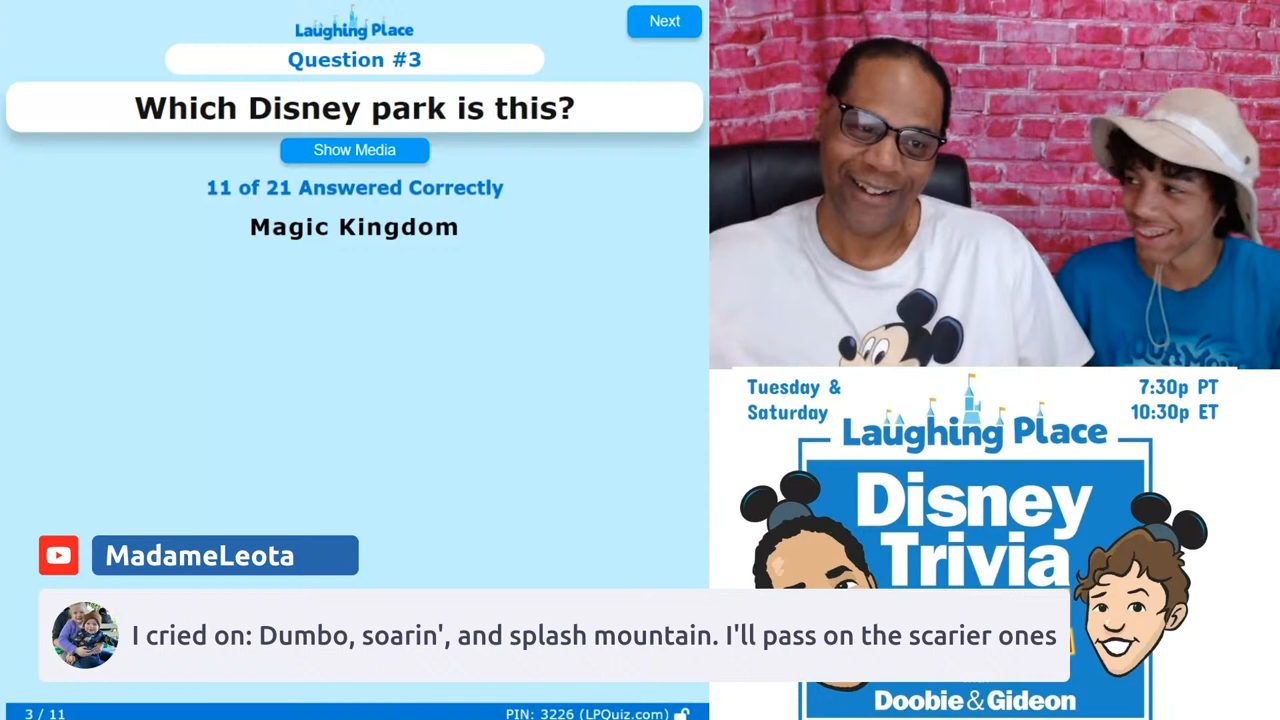 Laughing Place
Next
Question #3
Which Disney park is this?
Show Media
11 of 21 Answered Correctly
Magic Kingdom
Tuesday &
Saturday
7:30p PT
10:30p ET
Laughing Place
Disney
Trivia
MadameLeota
I cried on: Dumbo, soarin', and splash mountain. I'll pass on the scarier ones
Doobie & Gideon
3 / 11
PIN: 3226 (LPQuiz.com)